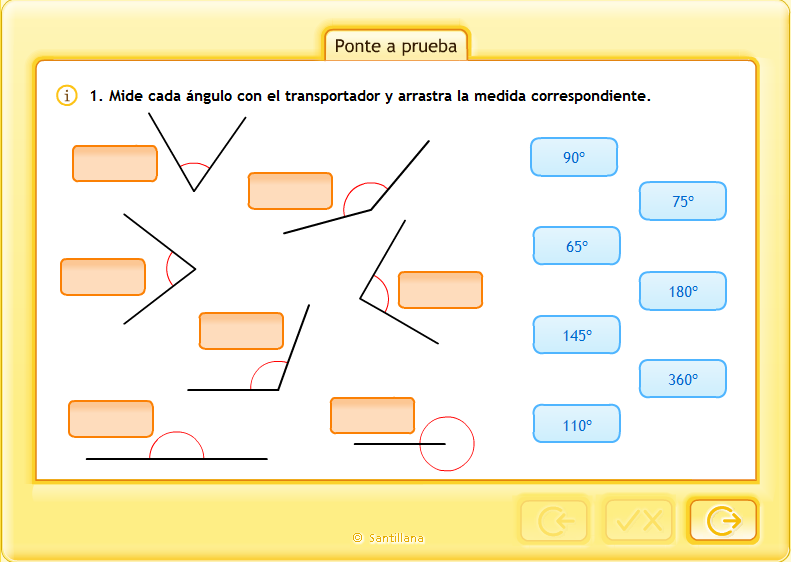 Ponte a prueba
i
1. Mide cada ángulo con el transportador y arrastra la medida correspondiente.
90°
75°
65°
180°
145°
360°
110°
© Santillana